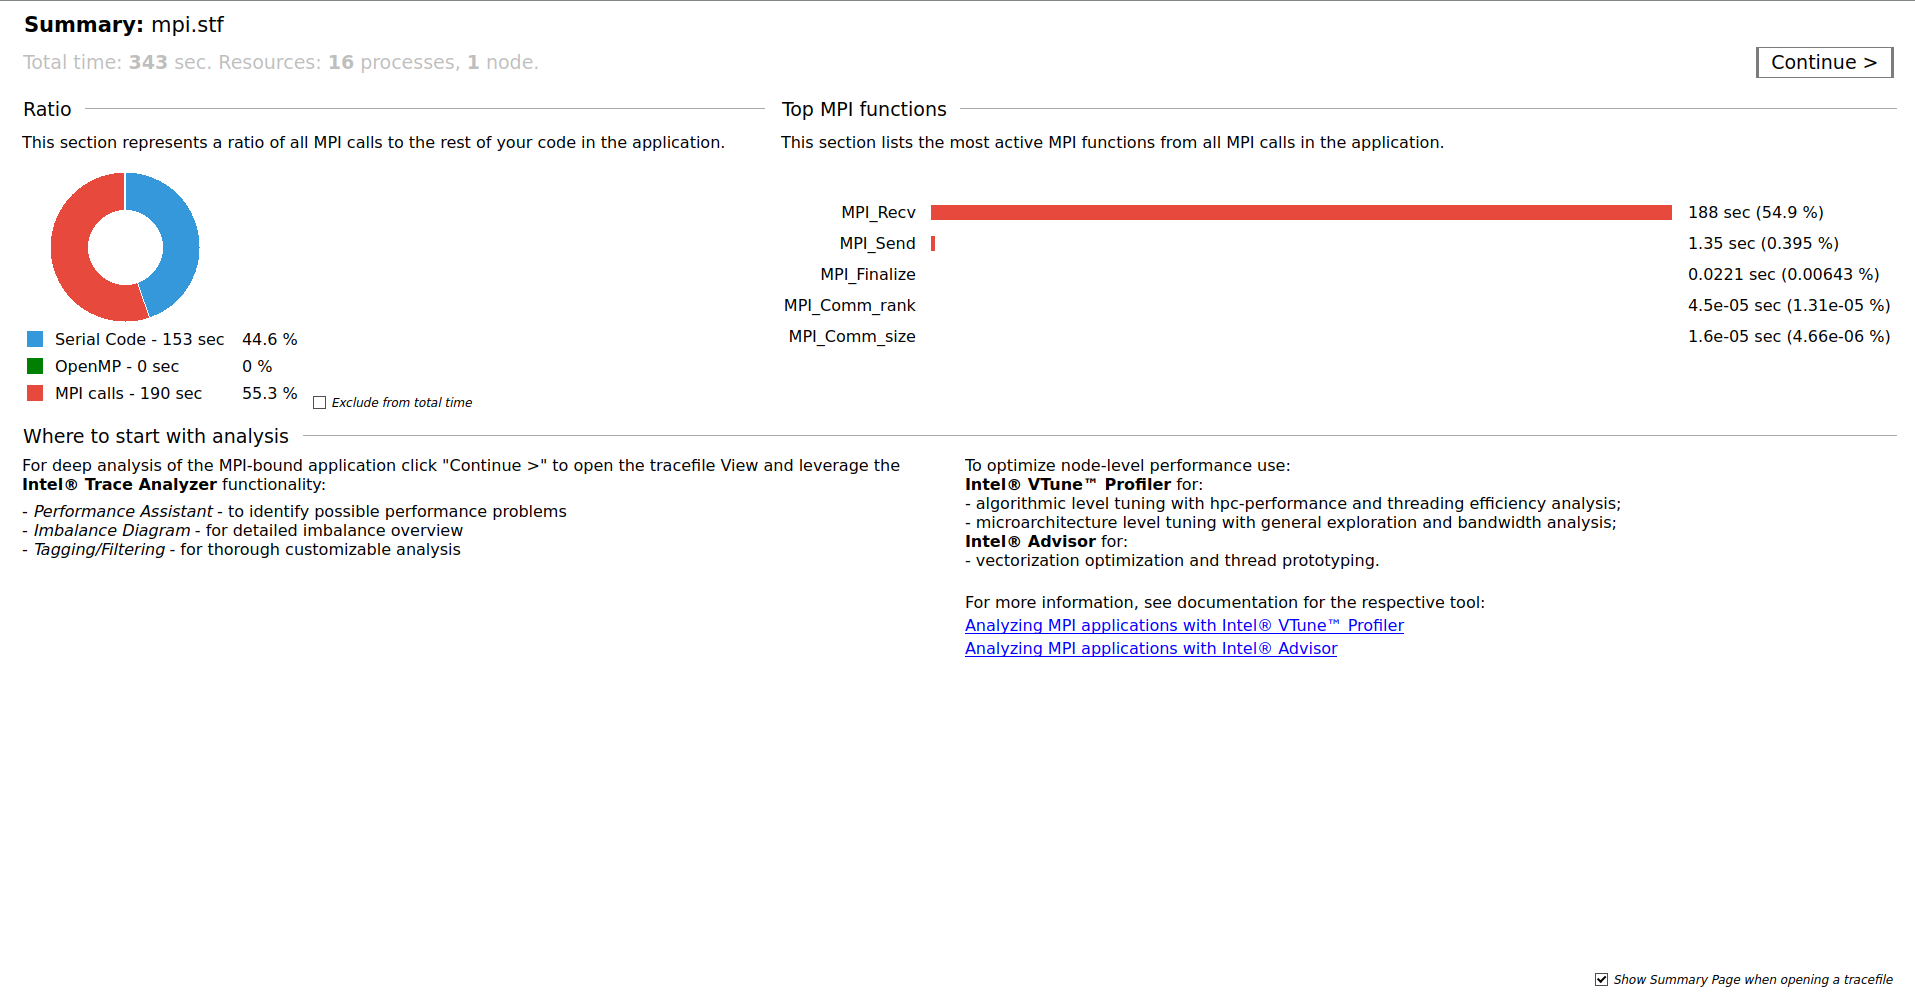 Summary: mpi.stf
Total time: 343 sec. Resources: 16 processes, 1 node.
Continue >
Ratio
This section represents a ratio of all MPI calls to the rest of your code in the application.
Serial Code - 153 sec 44.6 %
OpenMP - 0 sec 0 %
MPI calls - 190 sec 55.3 %
Exclude from total time
Top MPI functions
This section lists the most active MPI functions from all MPI calls in the application.
MPI_Recv 188 sec (54.9 %)
MPI_Send 1.35 sec (0.395 %)
MPI_Finalize 0.0221 sec (0.00643 %)
MPI_Comm_rank 4.5e-05 sec (1.31e-05 %)
MPI_Comm_size 1.6e-05 sec (4.66e-06 %)
Where to start with analysis
For deep analysis of the MPI-bound application click "Continue >" to open the tracefile View and leverage the
Intel® Trace Analyzer functionality:
- Performance Assistant - to identify possible performance problems
- Imbalance Diagram - for detailed imbalance overview
- Tagging/Filtering - for thorough customizable analysis
To optimize node-level performance use:
Intel® VTune™ Profiler for:
- algorithmic level tuning with hpc-performance and threading efficiency analysis;
- microarchitecture level tuning with general exploration and bandwidth analysis;
Intel® Advisor for:
- vectorization optimization and thread prototyping.
For more information, see documentation for the respective tool:
Analyzing MPI applications with Intel® VTune™ Profiler
Analyzing MPI applications with Intel® Advisor
Show Summary Page when opening a tracefile